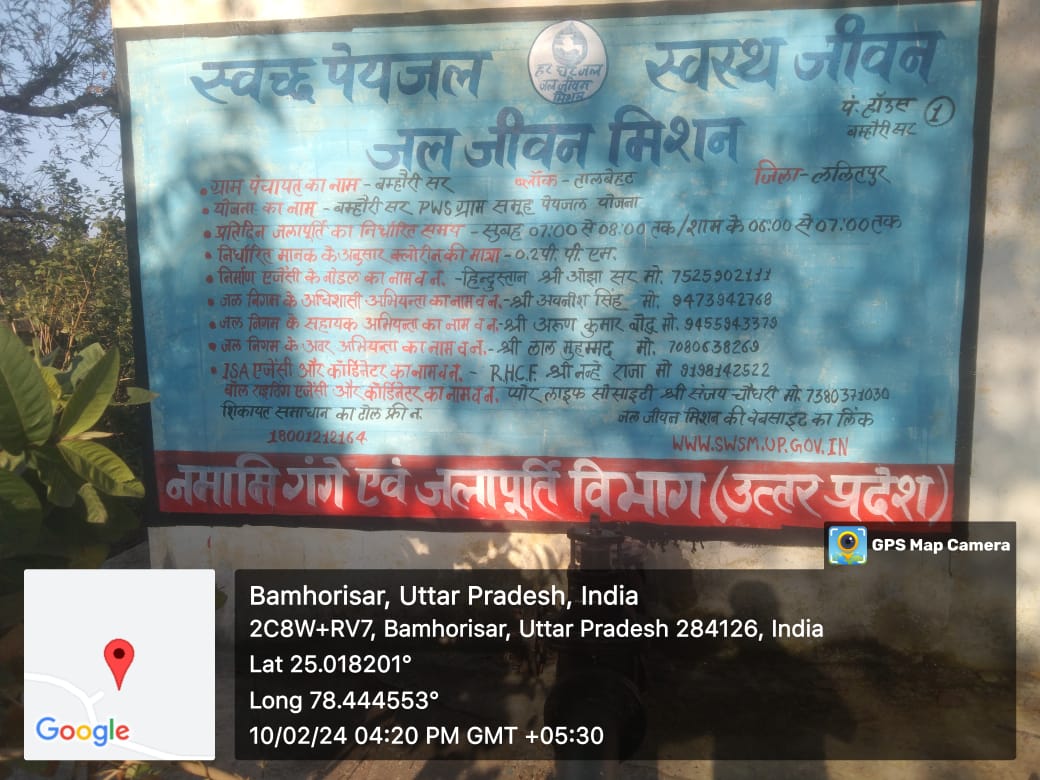 स्वच्छ पेयजल
हर घर जल
जल जीवन
मिशन
स्वस्थ जीवन
पं. हाॅउस
बम्हौरी सर
1
जल जीवन मिशन
• ग्राम पंचायत का नाम - बम्हौरी सर ब्लॉक - तालबेहट जिला - ललितपुर
• योजना का नाम - बम्हौरी सर PWS ग्राम समूह पेयजल योजना
• प्रतिदिन जलापूर्ति का निर्धारित समय - सुबह 07:00 से 08:00 तक/शाम के 06:00 से 07:00 तक
• निर्धारित मानक के अनुसार क्लोरिन की मात्रा - 0.2 पी. पी. एम.
• निर्माण एजेंसी के नोडल का नाम व नं. - हिन्दुस्तान श्री ओझा सर मो. 7525902111
• जल निगम के अधिशासी अभियन्ता का नाम व न. - श्री अवनीश सिंह मो. 9473942768
• जल निगम के सहायक अभियन्ता का नाम व न. - श्री अरुण कुमार बोदू मो. 9455943379
• जल निगम के अवर अभियन्ता का नाम व न. - श्री लाल मुहम्मद मो. 7080638269
• ISA एजेंसी और कॉर्डिनेटर का नाम व न. - R.H.C.F. श्री नन्हे राजा मो 9198142522
वॉल राइटिंग एजेंसी और कॉर्डिनेटर का नाम व न. प्योर लाइफ सोसाइटी श्री संजय चौधरी मो. 7380371030
शिकायत समाधान का टोल फ्री न. जल जीवन मिशन की वेबसाइट का लिंक
18001212164 WWW.SWSM.UP.GOV.IN
नमामि गंगे एवं जलापूर्ति विभाग (उत्तर प्रदेश)
GPS Map Camera
Bamhorisar, Uttar Pradesh, India
2C8W+RV7, Bamhorisar, Uttar Pradesh 284126, India
Lat 25.018201°
Long 78.444553°
10/02/24 04:20 PM GMT +05:30
Google